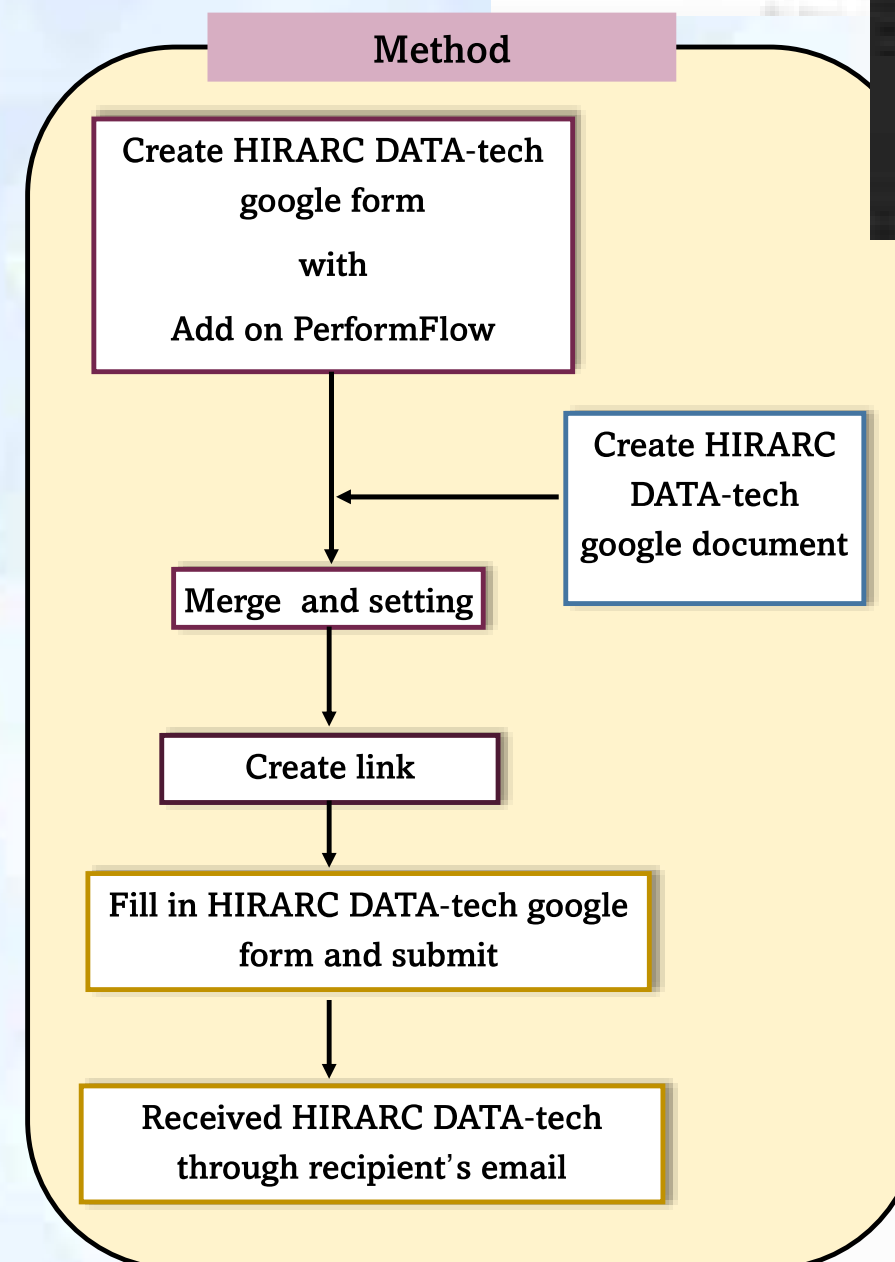 Method
Create HIRARC DATA-tech
google form
with
Add on PerformFlow
Create HIRARC
DATA-tech
google document
Merge  and setting
Create link
Fill in HIRARC DATA-tech google
form and submit
Received HIRARC DATA-tech
through recipient’s email